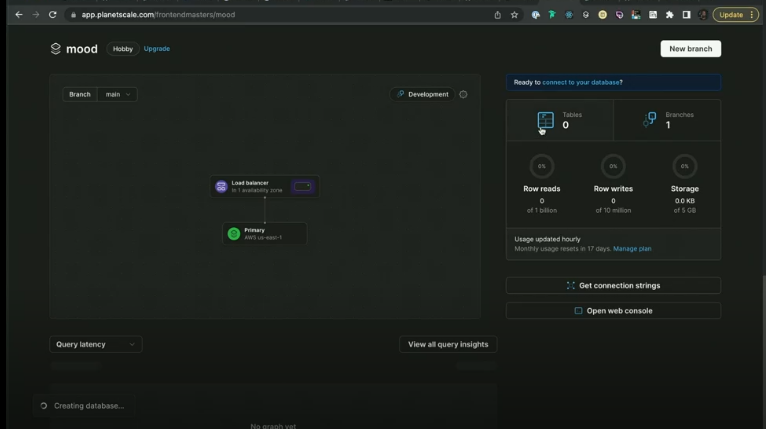 app.planetscale.com/frontendmasters/mood
Update
mood
Hobby
Upgrade
New branch
Branch
main
Development
Ready to connect to your database?
Tables
0
Branches
1
Load balancer
In 1 availability zone
Primary
0%
0%
0%
Row reads
Row writes
Storage
0
0
0.0 KB
of 1 billion
of 10 million
of 5 GB
Usage updated hourly
Monthly usage resets in 17 days. Manage plan
Get connection strings
Open web console
Query latency
View all query insights
Creating database...
No graph yet